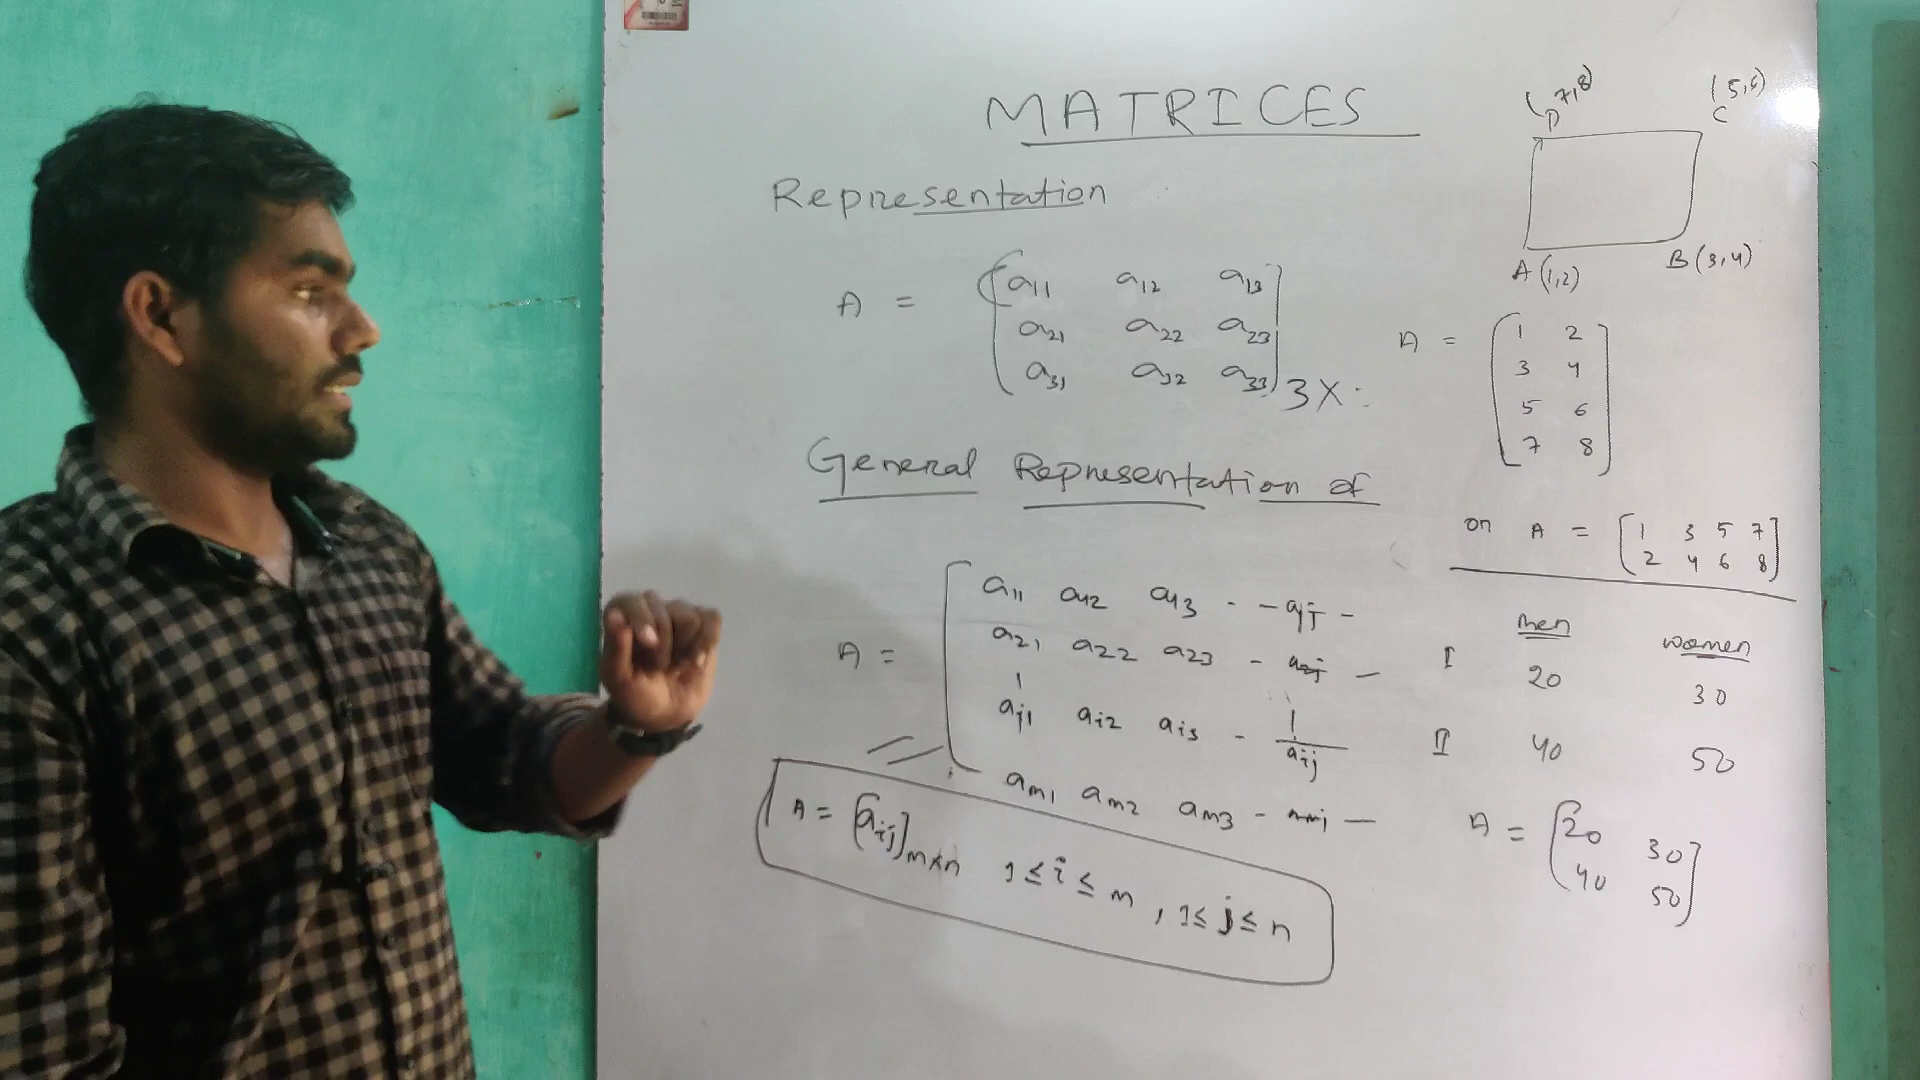 MATRICES
Representation
A = [a11 a12 a13
a21 a22 a23
a31 a32 a33] 3X
General Representation of
A = [a11 a12 a13 - - aij -
a21 a22 a23 - a2j -
ai1 ai2 ai3 - aij
am1 am2 am3 - amj -
A = [aij]m×n 1≤i≤m, 1≤j≤n
D (7,8) C (5,6)
A (1,2) B (3,4)
A = [1 2
3 4
5 6
7 8]
or A = [1 3 5 7
2 4 6 8]
men women
I 20 30
II 40 50
A = [20 30
40 50]